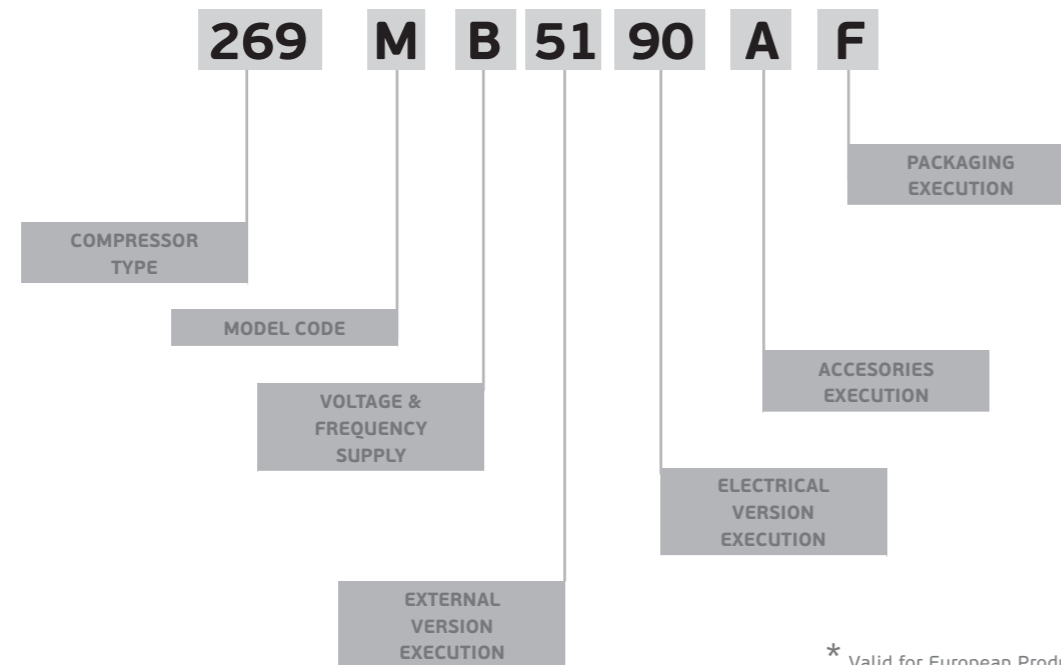 269 M B 51 90 A F
PACKAGING
EXECUTION
COMPRESSOR
TYPE
MODEL CODE
ACCESORIES
EXECUTION
VOLTAGE &
FREQUENCY
SUPPLY
ELECTRICAL
VERSION
EXECUTION
EXTERNAL
VERSION
EXECUTION
* Valid for European